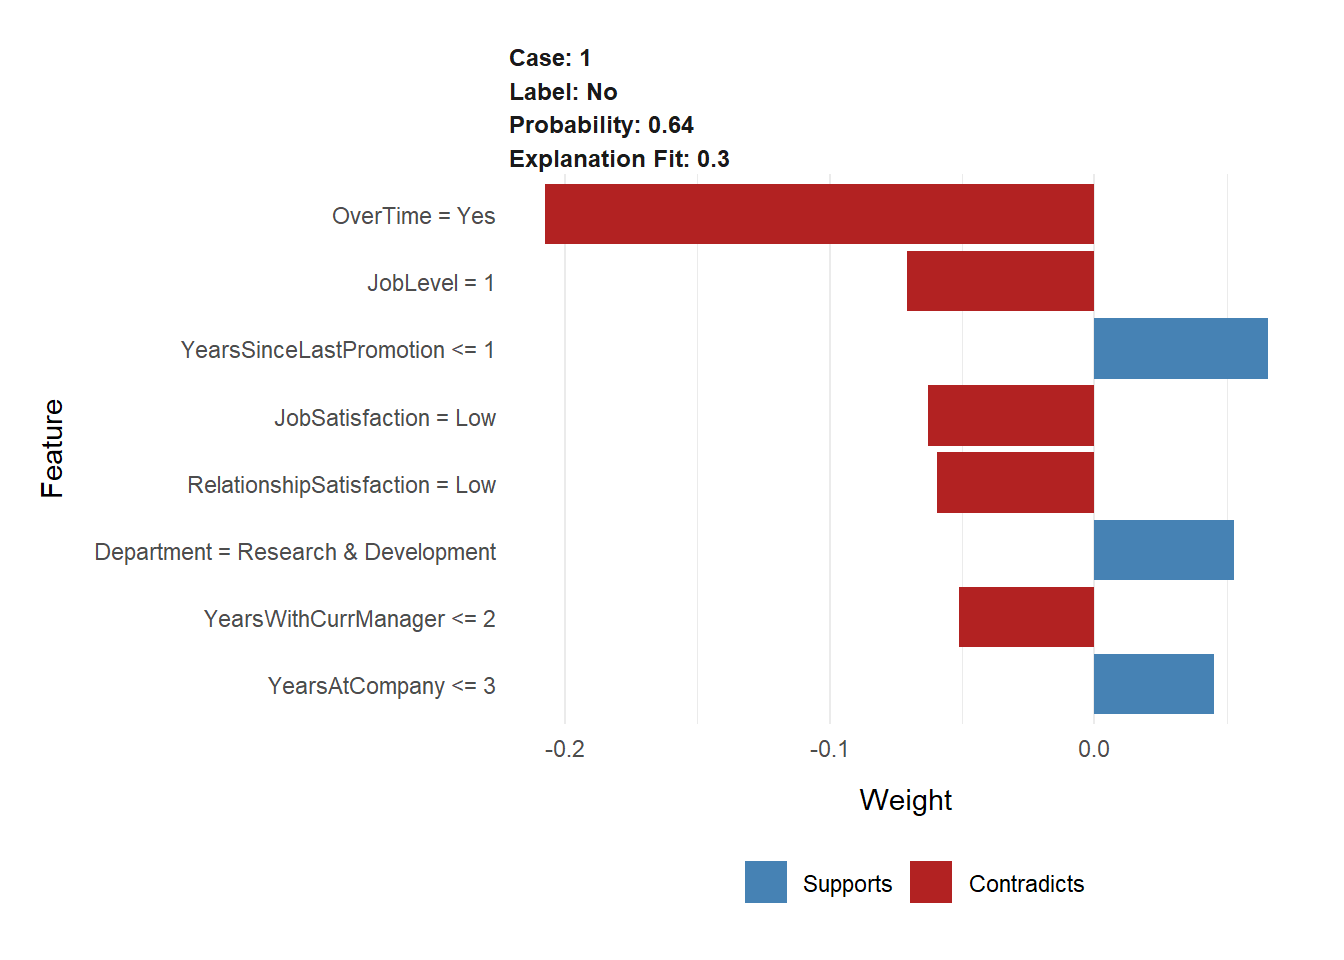 Case: 1
Label: No
Probability: 0.64
Explanation Fit: 0.3
OverTime = Yes
JobLevel = 1
YearsSinceLastPromotion <= 1
JobSatisfaction = Low
RelationshipSatisfaction = Low
Department = Research & Development
YearsWithCurrManager <= 2
YearsAtCompany <= 3
Feature
-0.2 -0.1 0.0
Weight
Supports Contradicts